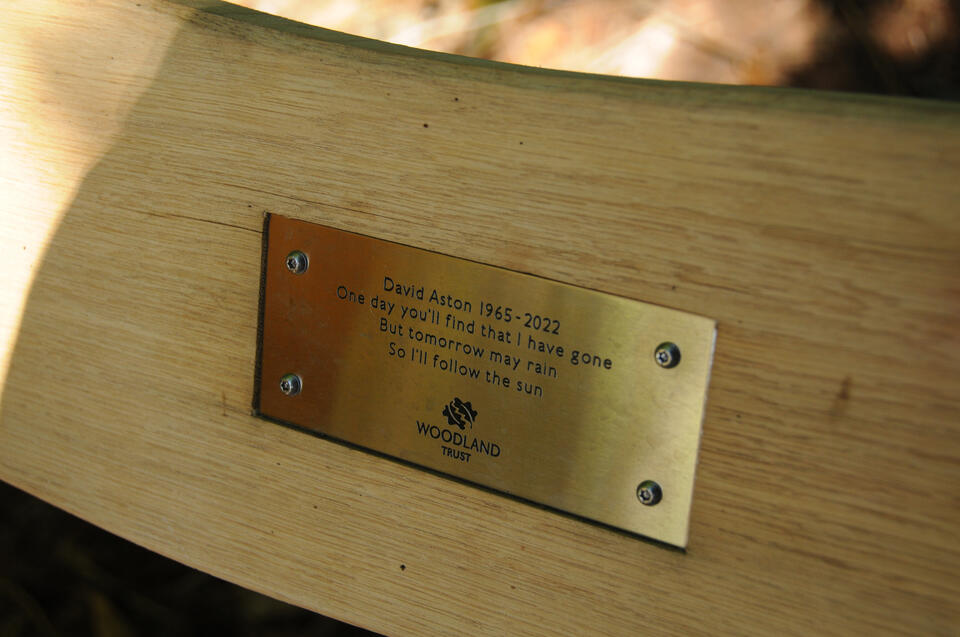 David Aston 1965-2022
One day you'll find that I have gone
But tomorrow may rain
So I'll follow the sun
WOODLAND
TRUST